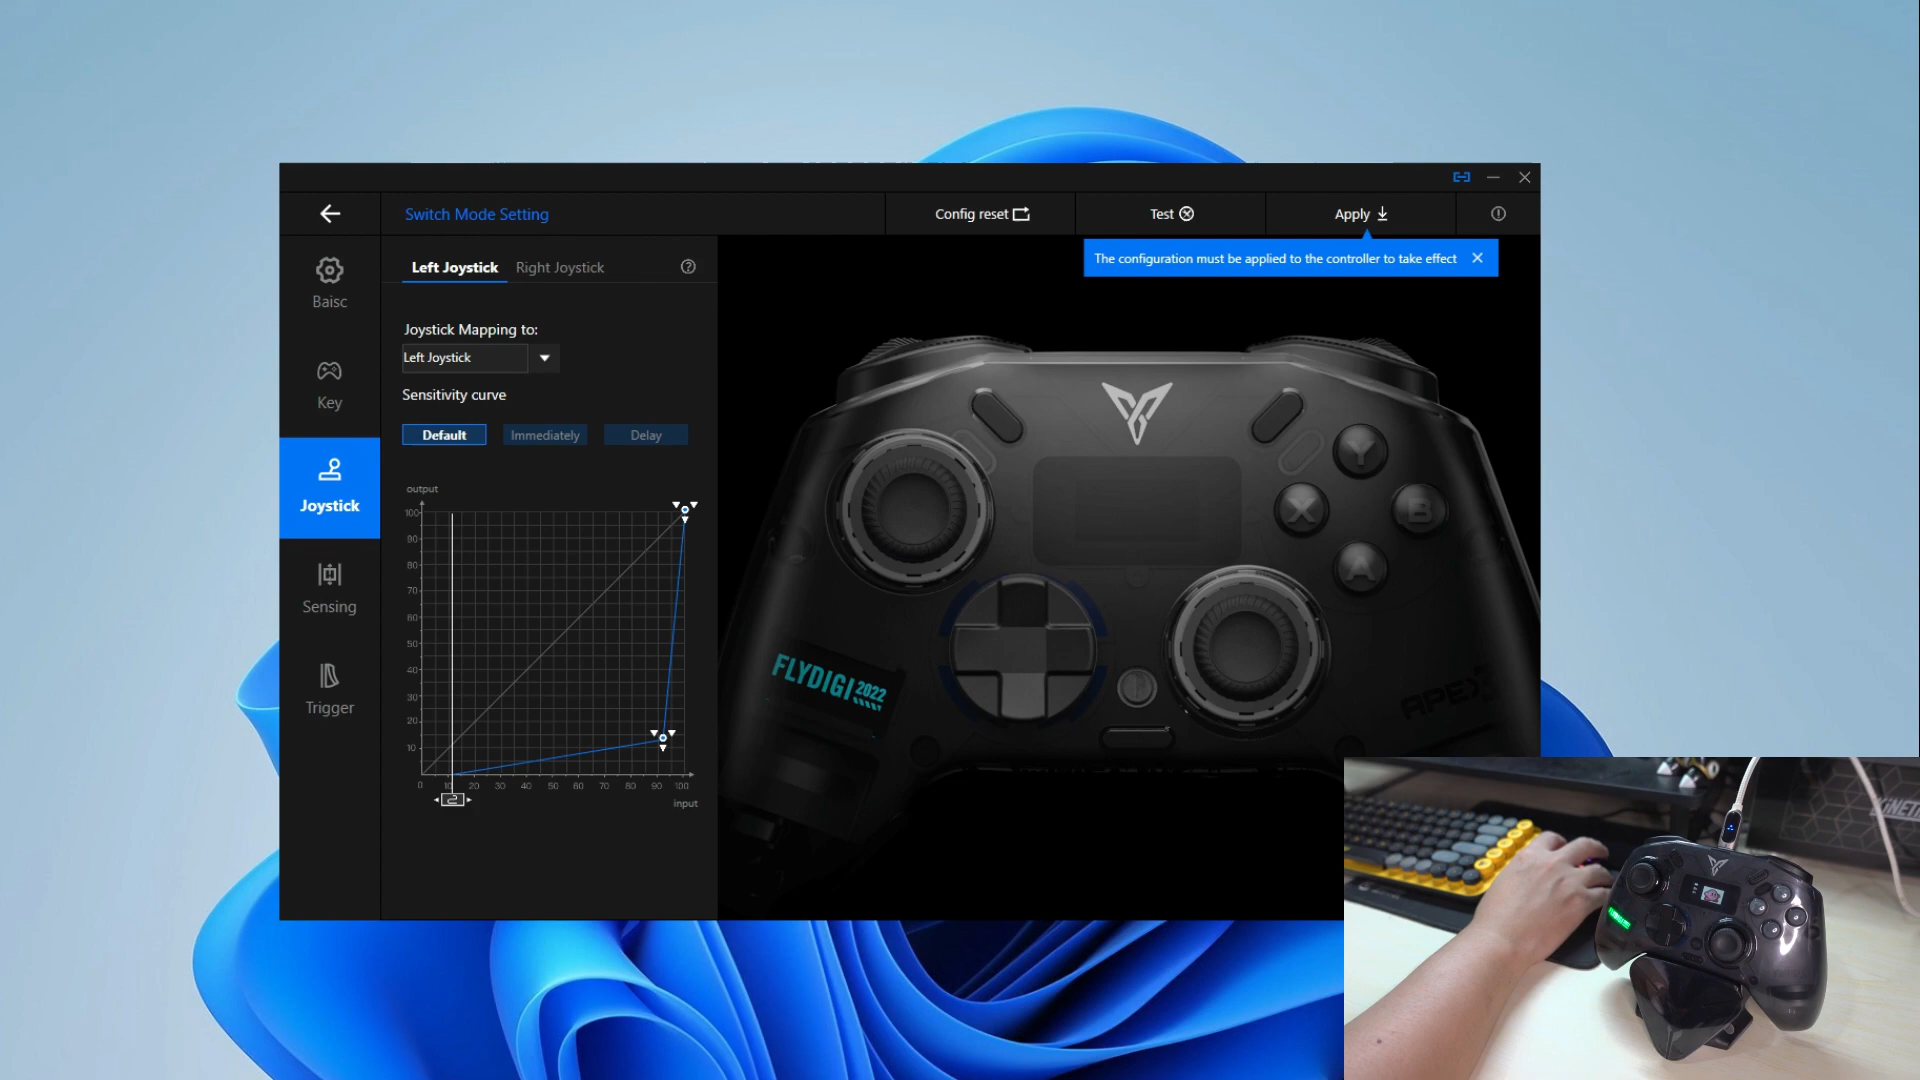 Switch Mode Setting
Config reset
Test
Apply
The configuration must be applied to the controller to take effect
Baisc
Key
Joystick
Sensing
Trigger
Left Joystick
Right Joystick
Joystick Mapping to:
Left Joystick
Sensitivity curve
Default
Immediately
Delay
output
100
90
80
70
60
50
40
30
20
10
0 10 20 30 40 50 60 70 80 90 100
input
Y
X
B
A
FLYDIGI 2022